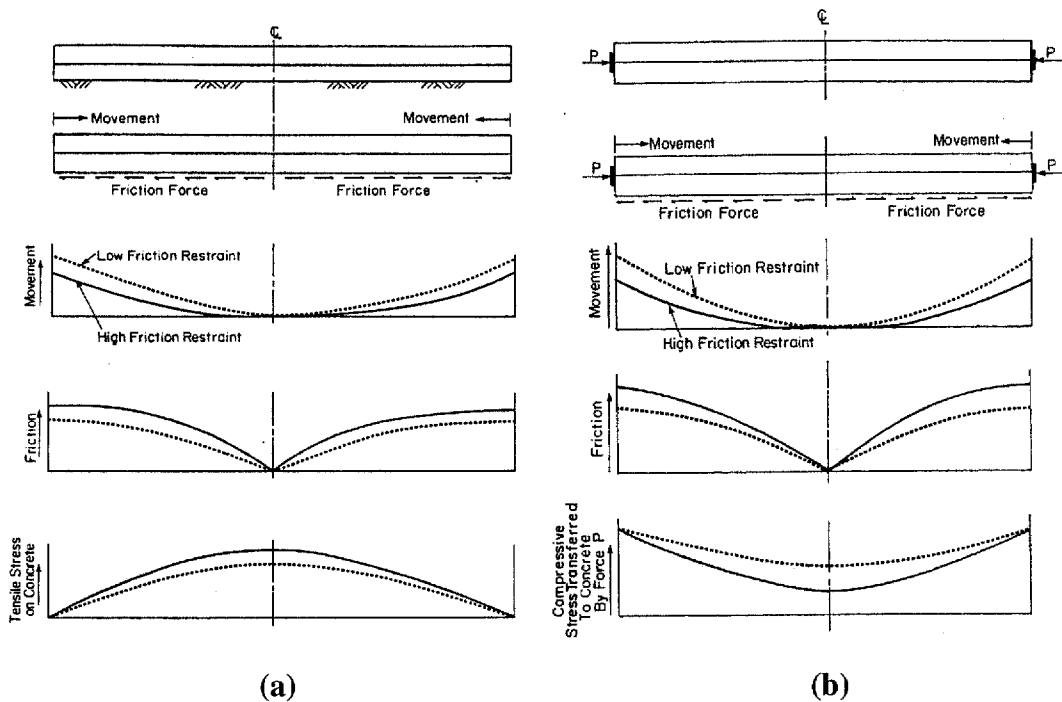 ℄
Movement
Movement
Friction Force
Friction Force
Movement
Low Friction Restraint
High Friction Restraint
Friction
Tensile Stress
on Concrete
(a)
℄
P
P
Movement
Movement
P
P
Friction Force
Friction Force
Movement
Low Friction Restraint
High Friction Restraint
Friction
Compressive
Stress Transferred
To Concrete
By Force P
(b)